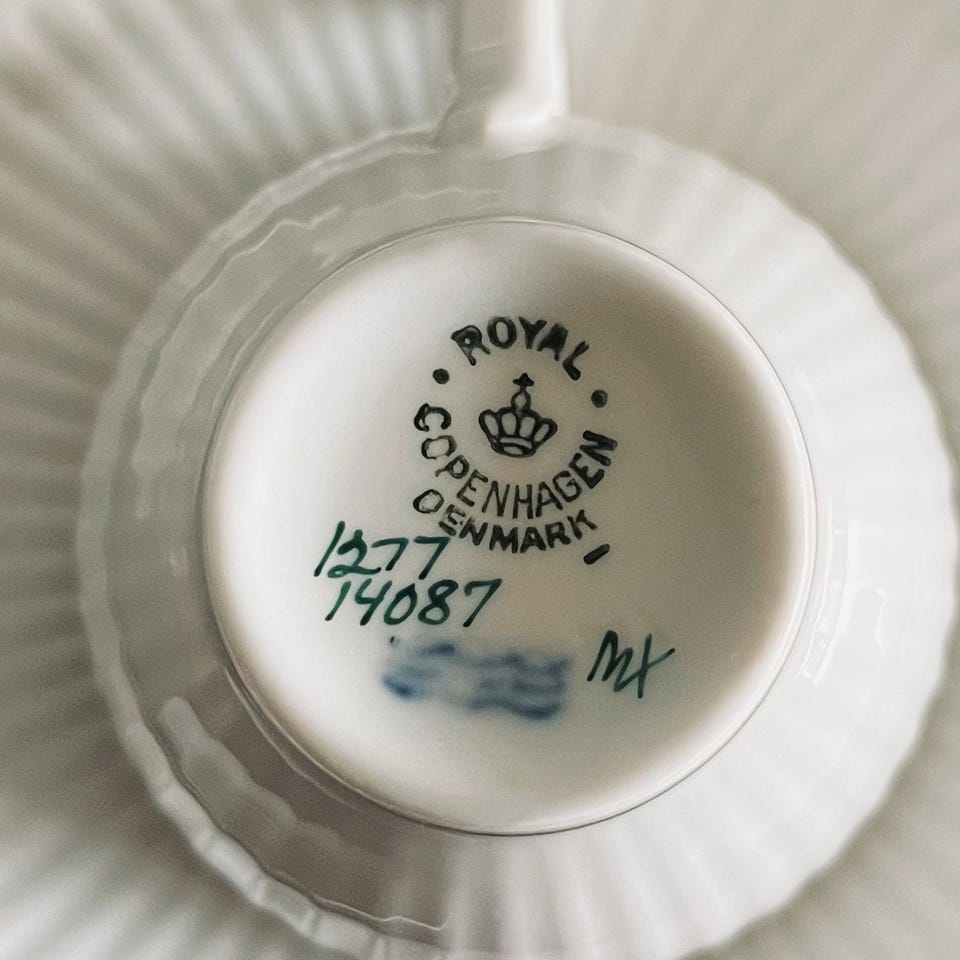 ROYAL
COPENHAGEN
DENMARK
1277
14087
MX